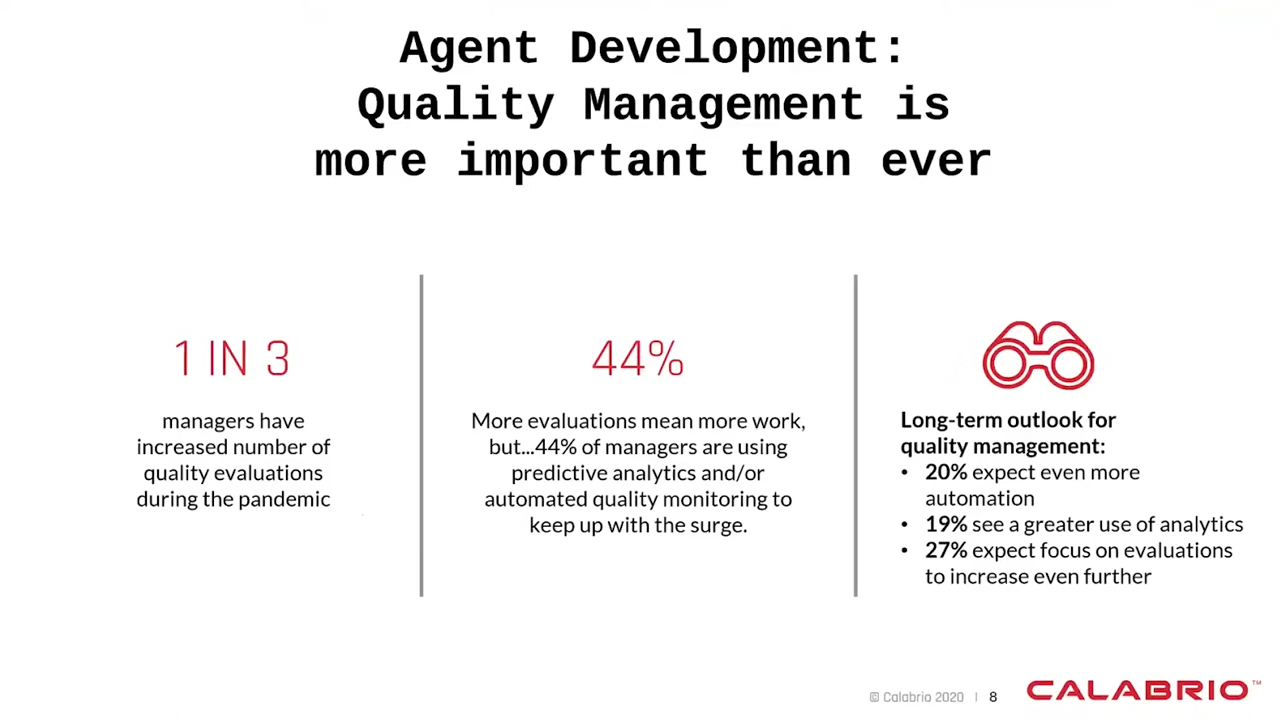 Agent Development:
Quality Management is
more important than ever
1 IN 3
managers have
increased number of
quality evaluations
during the pandemic
44%
More evaluations mean more work,
but...44% of managers are using
predictive analytics and/or
automated quality monitoring to
keep up with the surge.
Long-term outlook for
quality management:
• 20% expect even more
automation
• 19% see a greater use of analytics
• 27% expect focus on evaluations
to increase even further
© Calabrio 2020 | 8
CALABRIO™